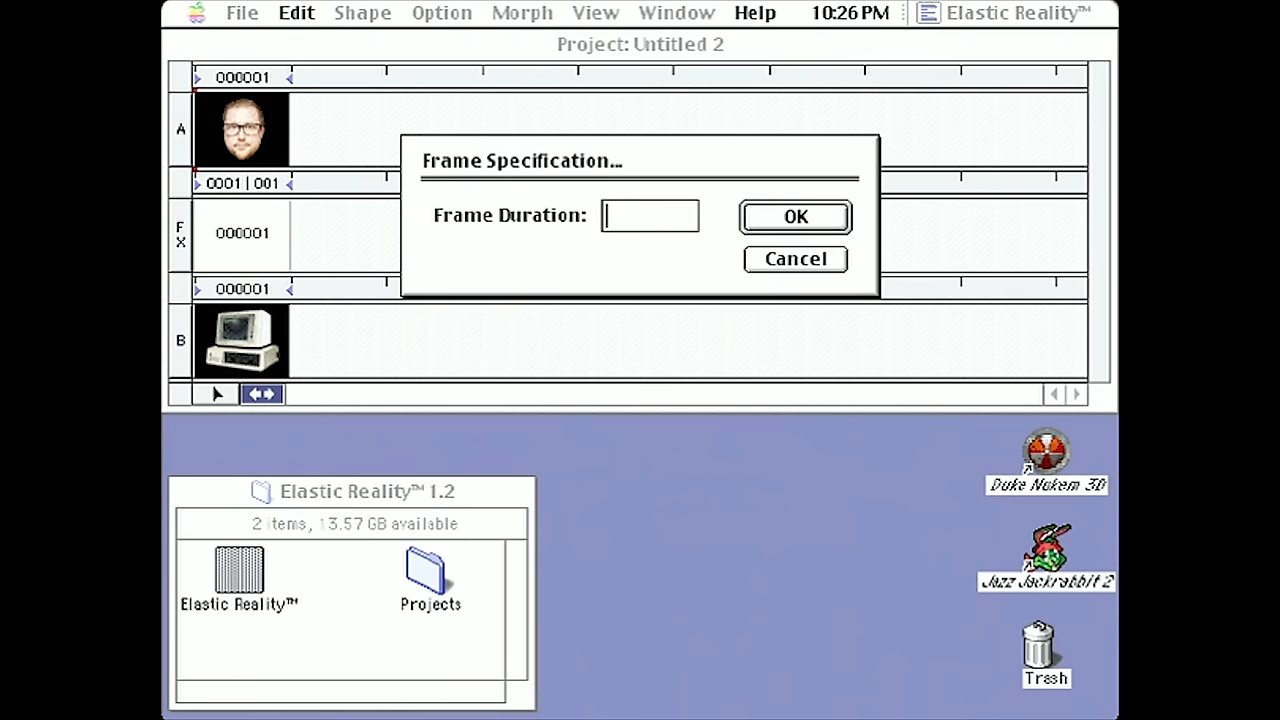 File Edit Shape Option Morph View Window Help 10:26 PM Elastic Reality™
Project: Untitled 2
000001
A
0001 | 001
F
X
000001
000001
B
Frame Specification...
Frame Duration:
OK
Cancel
Elastic Reality™ 1.2
2 items, 13.57 GB available
Elastic Reality™
Projects
Duke Nukem 3D
Jazz Jackrabbit 2
Trash